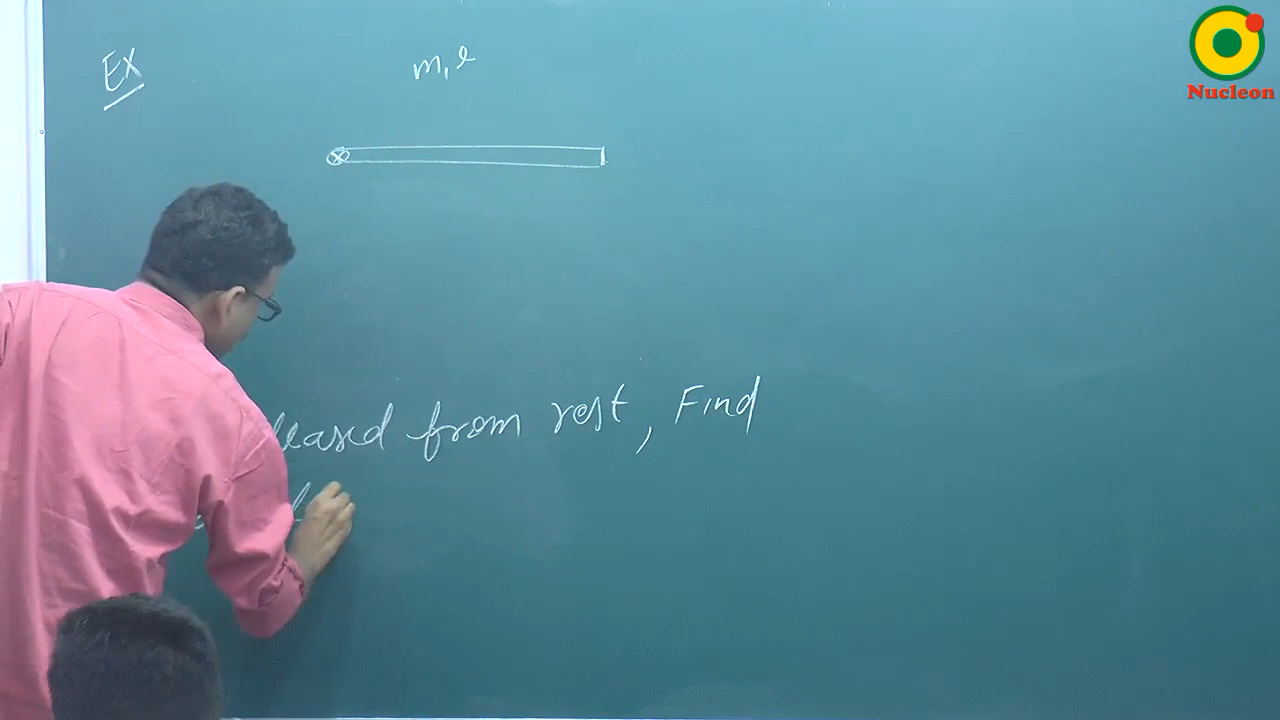 EX
m, l
leased from rest, Find
Nucleon